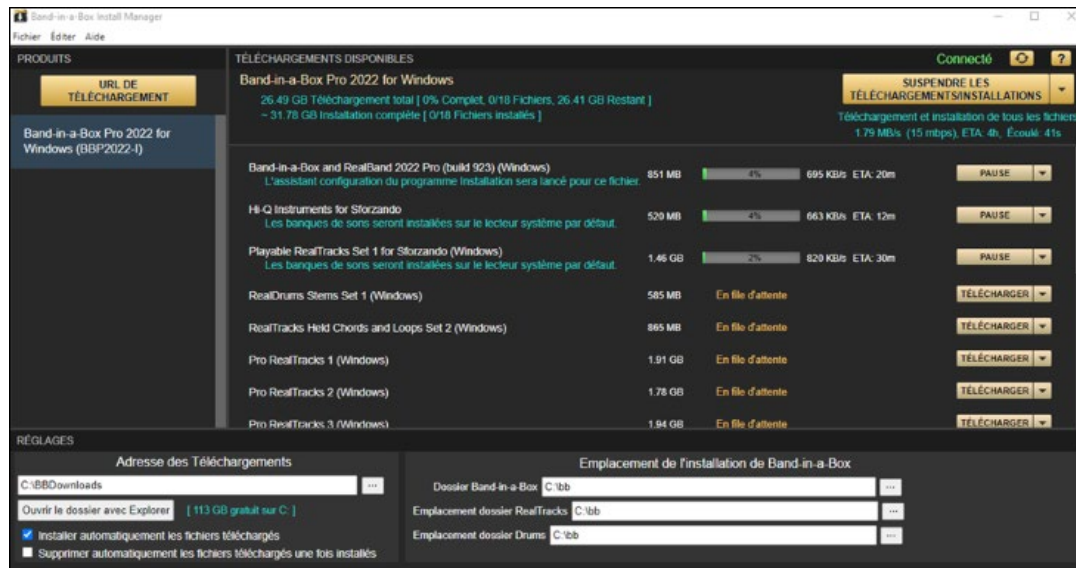 Band-in-a-Box Install Manager
Fichier Éditer Aide
PRODUITS
URL DE
TÉLÉCHARGEMENT
Band-in-a-Box Pro 2022 for
Windows (BBP2022-I)
TÉLÉCHARGEMENTS DISPONIBLES
Connecté ?
Band-in-a-Box Pro 2022 for Windows
26.49 GB Téléchargement total [ 0% Complet, 0/18 Fichiers, 26.41 GB Restant ]
~ 31.78 GB Installation complète [ 0/18 Fichiers installés ]
SUSPENDRE LES
TÉLÉCHARGEMENTS/INSTALLATIONS
Téléchargement et installation de tous les fichiers
1.79 MB/s (15 mbps), ETA: 4h, Écoulé: 41s
Band-in-a-Box and RealBand 2022 Pro (build 923) (Windows)
L'assistant configuration du programme Installation sera lancé pour ce fichier.
851 MB 4% 695 KB/s ETA: 20m PAUSE
Hi-Q Instruments for Sforzando
Les banques de sons seront installées sur le lecteur système par défaut.
520 MB 4% 663 KB/s ETA: 12m PAUSE
Playable RealTracks Set 1 for Sforzando (Windows)
Les banques de sons seront installées sur le lecteur système par défaut.
1.46 GB 2% 820 KB/s ETA: 30m PAUSE
RealDrums Stems Set 1 (Windows) 585 MB En file d'attente TÉLÉCHARGER
RealTracks Held Chords and Loops Set 2 (Windows) 865 MB En file d'attente TÉLÉCHARGER
Pro RealTracks 1 (Windows) 1.91 GB En file d'attente TÉLÉCHARGER
Pro RealTracks 2 (Windows) 1.78 GB En file d'attente TÉLÉCHARGER
Pro RealTracks 3 (Windows) 1.94 GB En file d'attente TÉLÉCHARGER
RÉGLAGES
Adresse des Téléchargements
C:\BBDownloads ...
Ouvrir le dossier avec Explorer [ 113 GB gratuit sur C: ]
Installer automatiquement les fichiers téléchargés
Supprimer automatiquement les fichiers téléchargés une fois installés
Emplacement de l'installation de Band-in-a-Box
Dossier Band-in-a-Box C:\bb ...
Emplacement dossier RealTracks C:\bb ...
Emplacement dossier Drums C:\bb ...